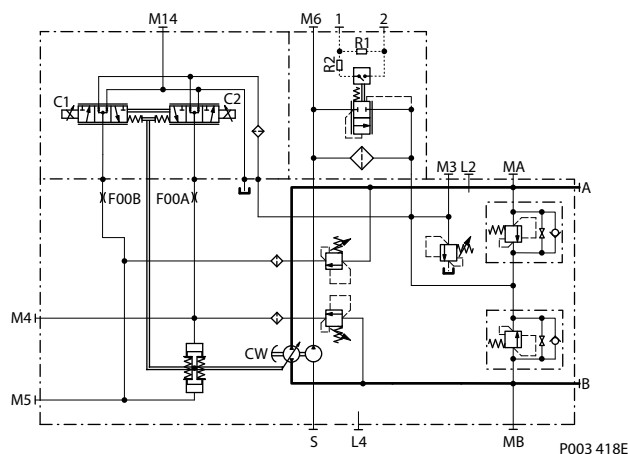 M14 M6 1 2
R1
R2
C1 C2
M3 L2 MA
A
F00B F00A
M4
CW
M5 B
S L4 MB
P003 418E